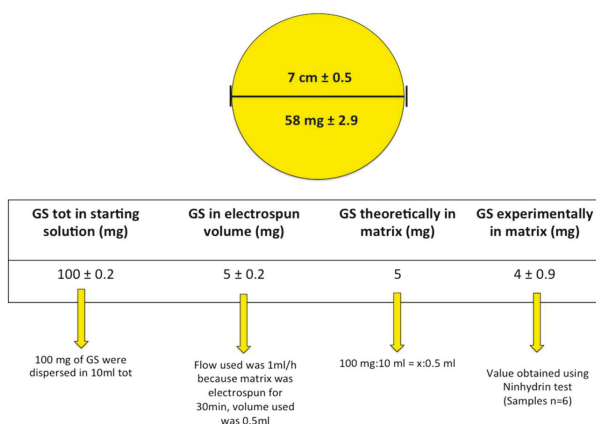 7 cm ± 0.5
58 mg ± 2.9
GS tot in starting solution (mg)
GS in electrospun volume (mg)
GS theoretically in matrix (mg)
GS experimentally in matrix (mg)
100 ± 0.2
5 ± 0.2
5
4 ± 0.9
100 mg of GS were
dispersed in 10ml tot
Flow used was 1ml/h
because matrix was
electrospun for
30min, volume used
was 0.5ml
100 mg:10 ml = x:0.5 ml
Value obtained using
Ninhydrin test
(Samples n=6)